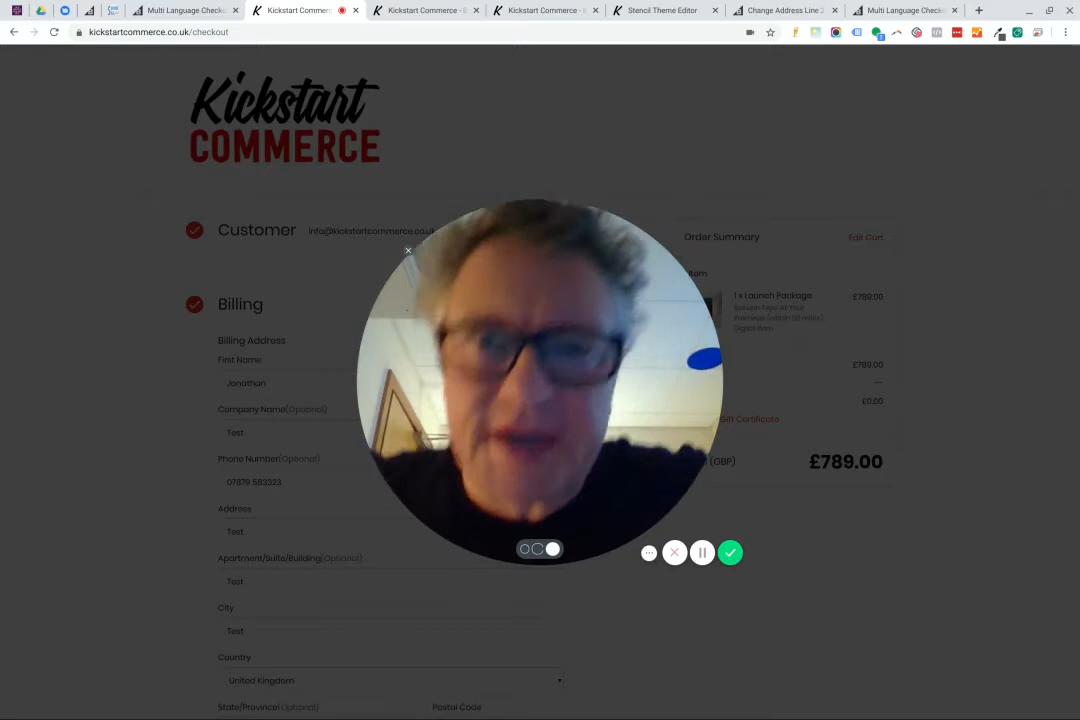 Multi Language Checko
Kickstart Commerc
Kickstart Commerce - B
Kickstart Commerce - B
Stencil Theme Editor
Change Address Line 2
Multi Language Checko
kickstartcommerce.co.uk/checkout
Kickstart
COMMERCE
Customer
info@kickstartcommerce.co.uk
Order Summary
Edit Cart
Item
1 x Launch Package
£789.00
Digital Item
Billing
Billing Address
First Name
Jonathan
£789.00
--
£0.00
Company Name(Optional)
Gift Certificate
Test
(GBP)
£789.00
Phone Number(Optional)
07879 583323
Address
Test
Apartment/Suite/Building(Optional)
Test
City
Test
Country
United Kingdom
State/Province(Optional)
Postal Code